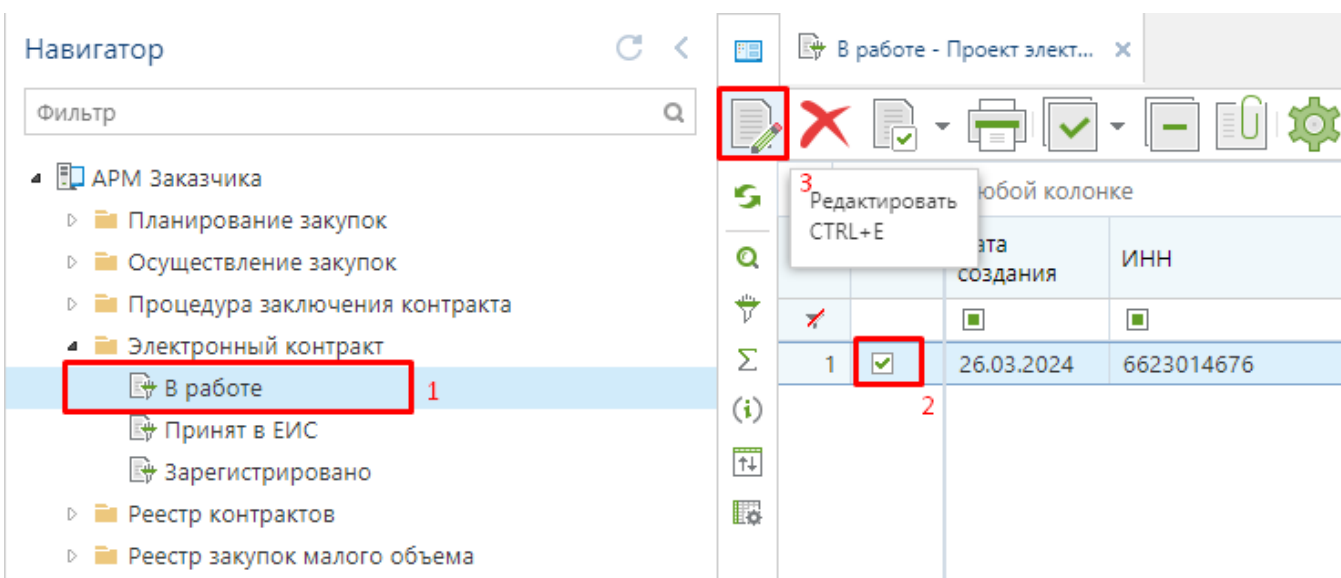 Навигатор
Фильтр
АРМ Заказчика
Планирование закупок
Осуществление закупок
Процедура заключения контракта
Электронный контракт
В работе
1
Принят в ЕИС
Зарегистрировано
Реестр контрактов
Реестр закупок малого объема
В работе - Проект элект...
3
Редактировать
CTRL+E
юбой колонке
ата
создания
ИНН
1
26.03.2024
6623014676
2